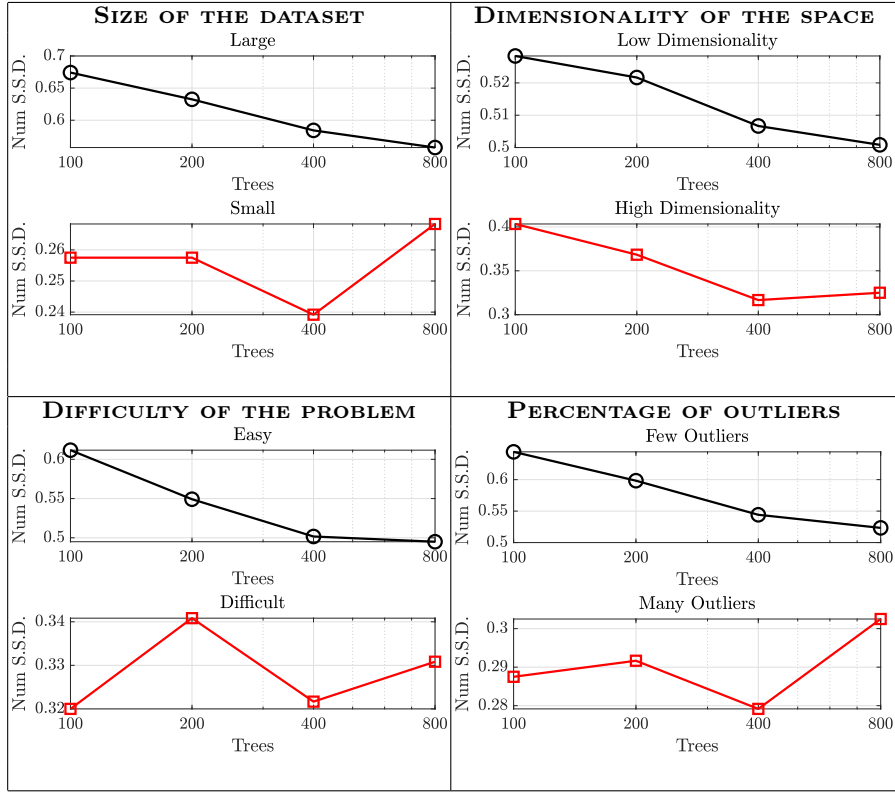 SIZE OF THE DATASET
Large
Num S.S.D.
0.7
0.65
0.6
100 200 400 800
Trees
Small
Num S.S.D.
0.26
0.25
0.24
100 200 400 800
Trees
DIMENSIONALITY OF THE SPACE
Low Dimensionality
Num S.S.D.
0.52
0.51
0.5
100 200 400 800
Trees
High Dimensionality
Num S.S.D.
0.4
0.35
0.3
100 200 400 800
Trees
DIFFICULTY OF THE PROBLEM
Easy
Num S.S.D.
0.6
0.55
0.5
100 200 400 800
Trees
Difficult
Num S.S.D.
0.34
0.33
0.32
100 200 400 800
Trees
PERCENTAGE OF OUTLIERS
Few Outliers
Num S.S.D.
0.6
0.55
0.5
100 200 400 800
Trees
Many Outliers
Num S.S.D.
0.3
0.29
0.28
100 200 400 800
Trees